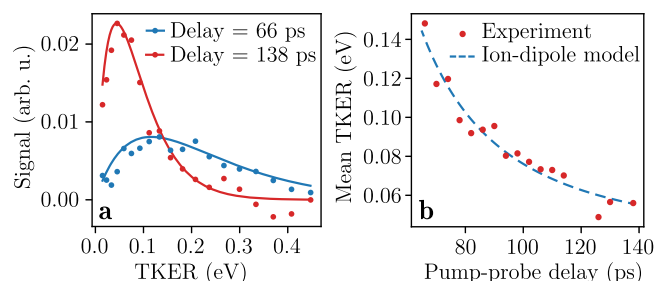 Delay = 66 ps
Delay = 138 ps
Signal (arb. u.)
0.02
0.01
0.00
a
0.0 0.1 0.2 0.3 0.4
TKER (eV)
Experiment
Ion-dipole model
Mean TKER (eV)
0.14
0.12
0.10
0.08
0.06
b
80 100 120 140
Pump-probe delay (ps)